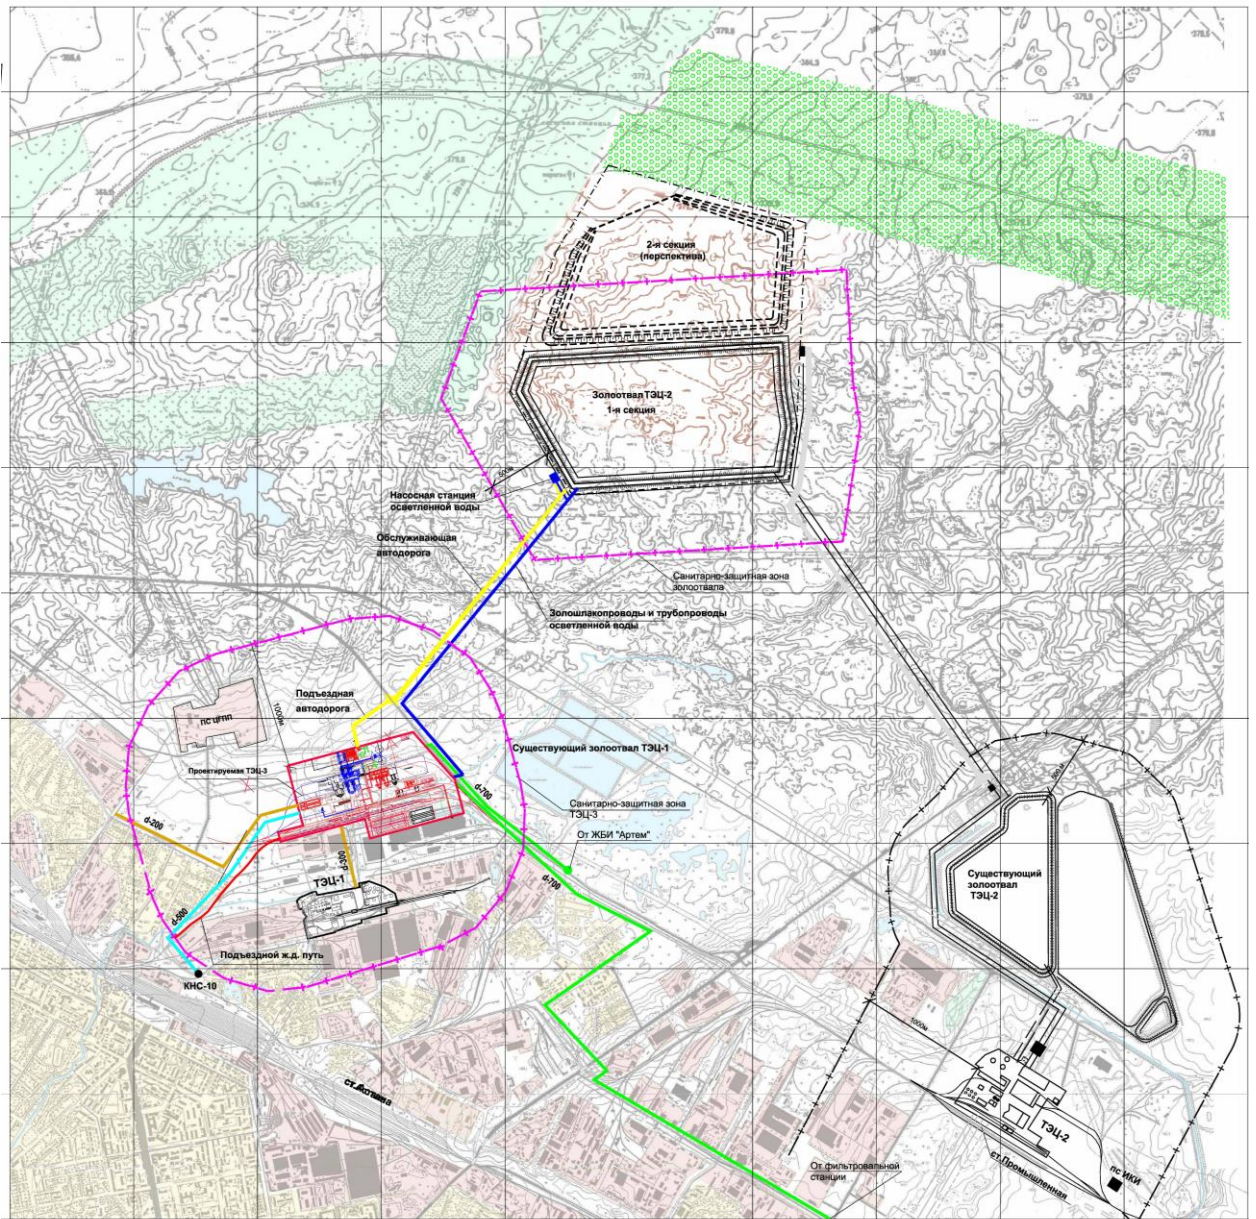 2-я секция
(перспектива)
Золоотвал ТЭЦ-2
1-я секция
500м
Насосная станция
осветленной воды
Обслуживающая
автодорога
Санитарно-защитная зона
золоотвала
Золошлакопроводы и трубопроводы
осветленной воды
Подъездная
автодорога
ПС ЦГПП
1000м
Существующий золоотвал ТЭЦ-1
Проектируемая ТЭЦ-3
d-700
Санитарно-защитная зона
ТЭЦ-3
От ЖБИ "Артем"
d-200
d-300
ТЭЦ-1
d-700
Существующий
золоотвал
ТЭЦ-2
d-500
Подъездной ж.д. путь
КНС-10
1000м
ТЭЦ-2
ст.Промышленная
пс ИКИ
От фильтровальной
станции